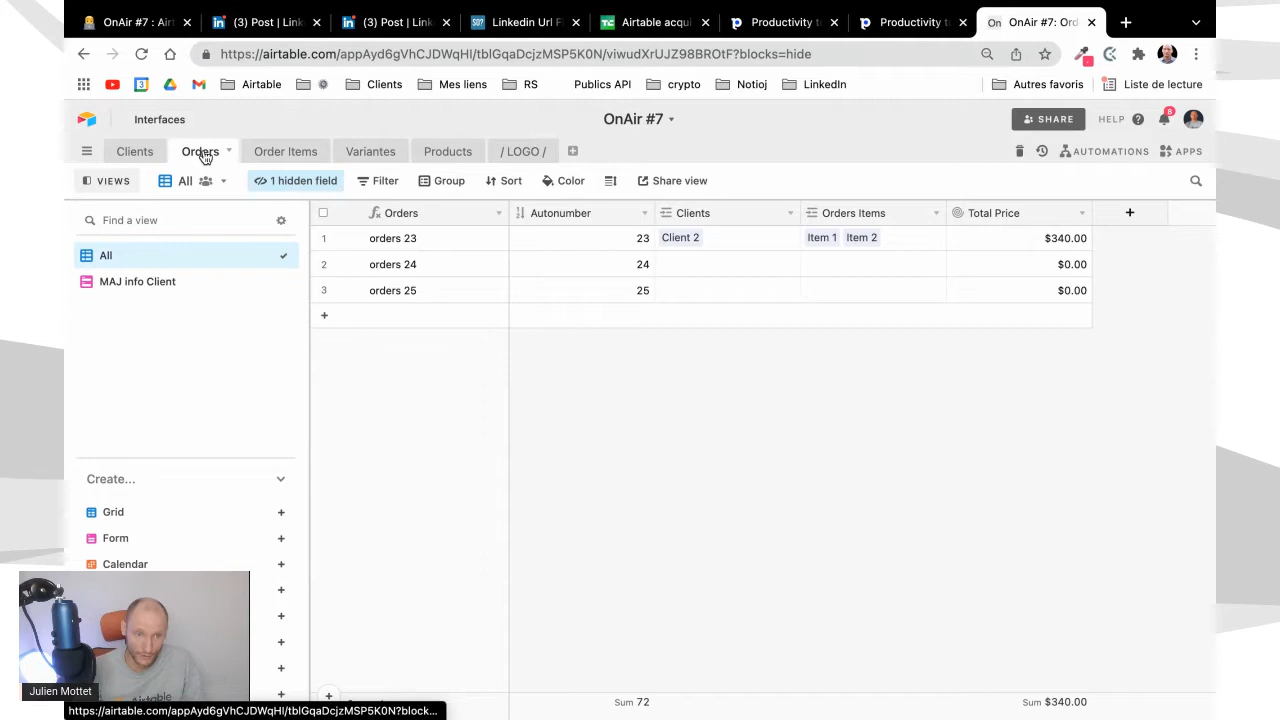 OnAir #7 : Airt
(3) Post | Link
(3) Post | Link
Linkedin Url F
Airtable acqui
Productivity t
Productivity t
On OnAir #7: Ord
https://airtable.com/appAyd6gVhCJDWqHI/tblGqaDcjzMSP5K0N/viwudXrUJZ98BROtF?blocks=hide
Airtable
Clients
Mes liens
RS
Publics API
crypto
Notioj
LinkedIn
Autres favoris
Liste de lecture
Interfaces
OnAir #7
SHARE
HELP
8
Clients
Orders
Order Items
Variantes
Products
/ LOGO /
AUTOMATIONS
APPS
VIEWS
All
1 hidden field
Filter
Group
Sort
Color
Share view
Find a view
Orders
Autonumber
Clients
Orders Items
Total Price
1 orders 23 23 Client 2 Item 1 Item 2 $340.00
All
2 orders 24 24 $0.00
MAJ info Client
3 orders 25 25 $0.00
Create...
Grid
Form
Calendar
Julien Mottet
Airtable
Sum 72
Sum $340.00
https://airtable.com/appAyd6gVhCJDWqHI/tblGqaDcjzMSP5K0N?block...